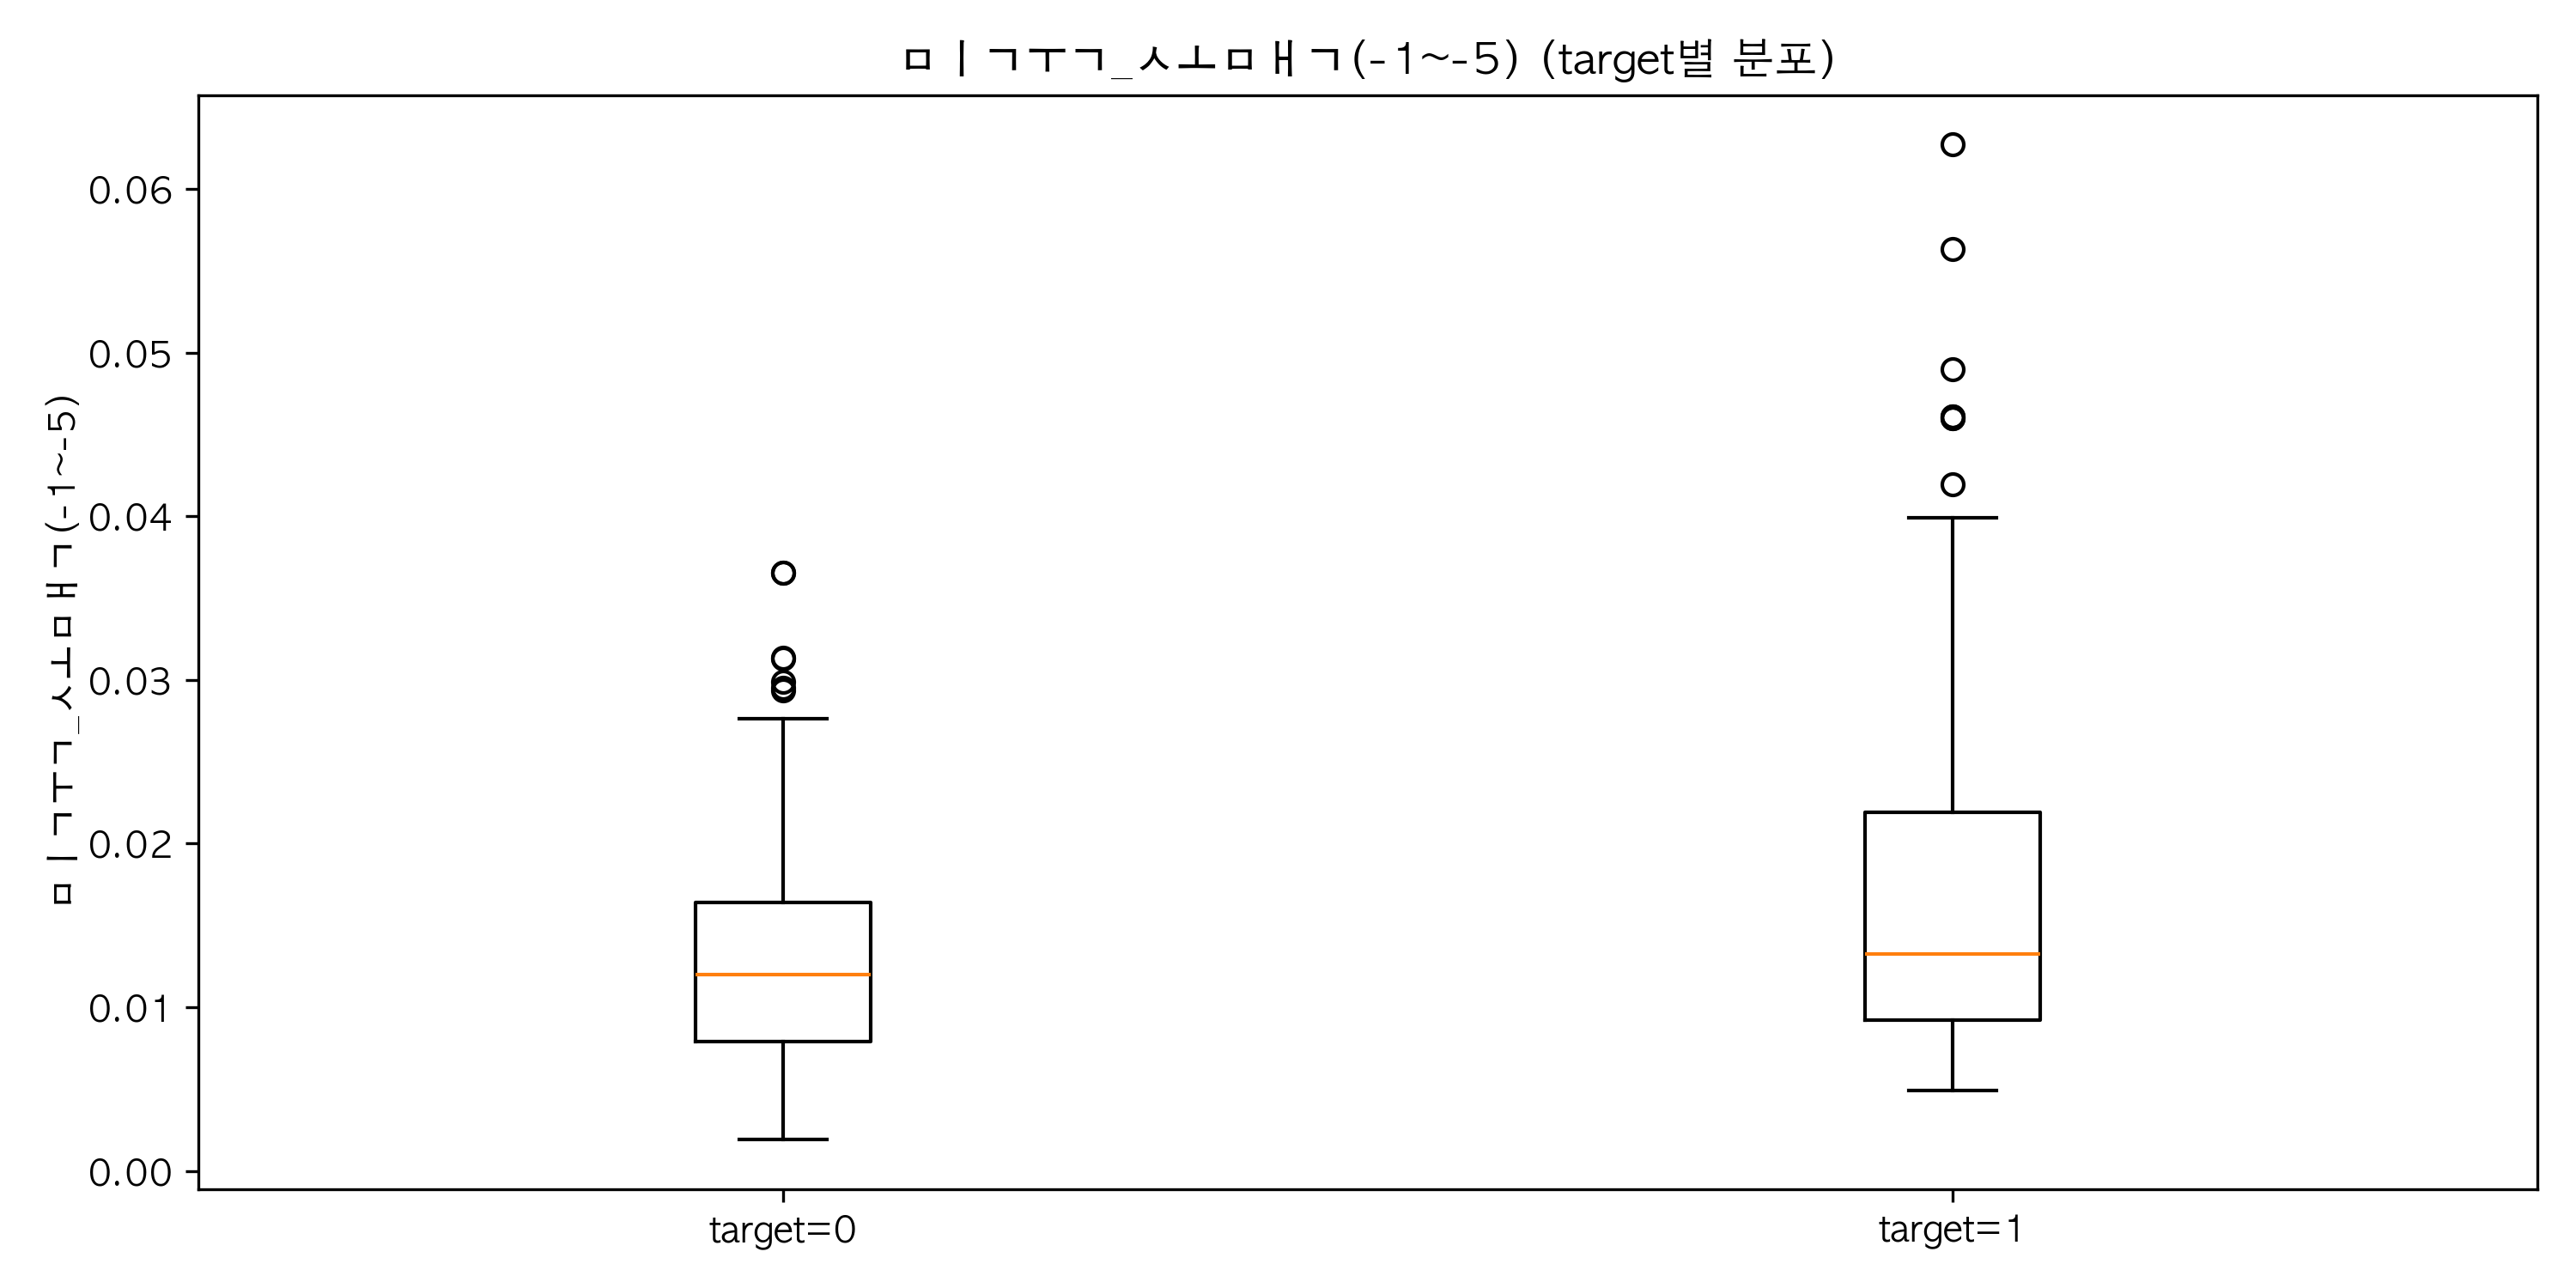 ㅁㅣㄱㅜㄱ_ㅅㅗㅁㅐㄱ(-1~-5) (target별 분포)
ㅁㅣㄱㅜㄱ_ㅅㅗㅁㅐㄱ(-1~-5)
0.06
0.05
0.04
0.03
0.02
0.01
0.00
target=0
target=1